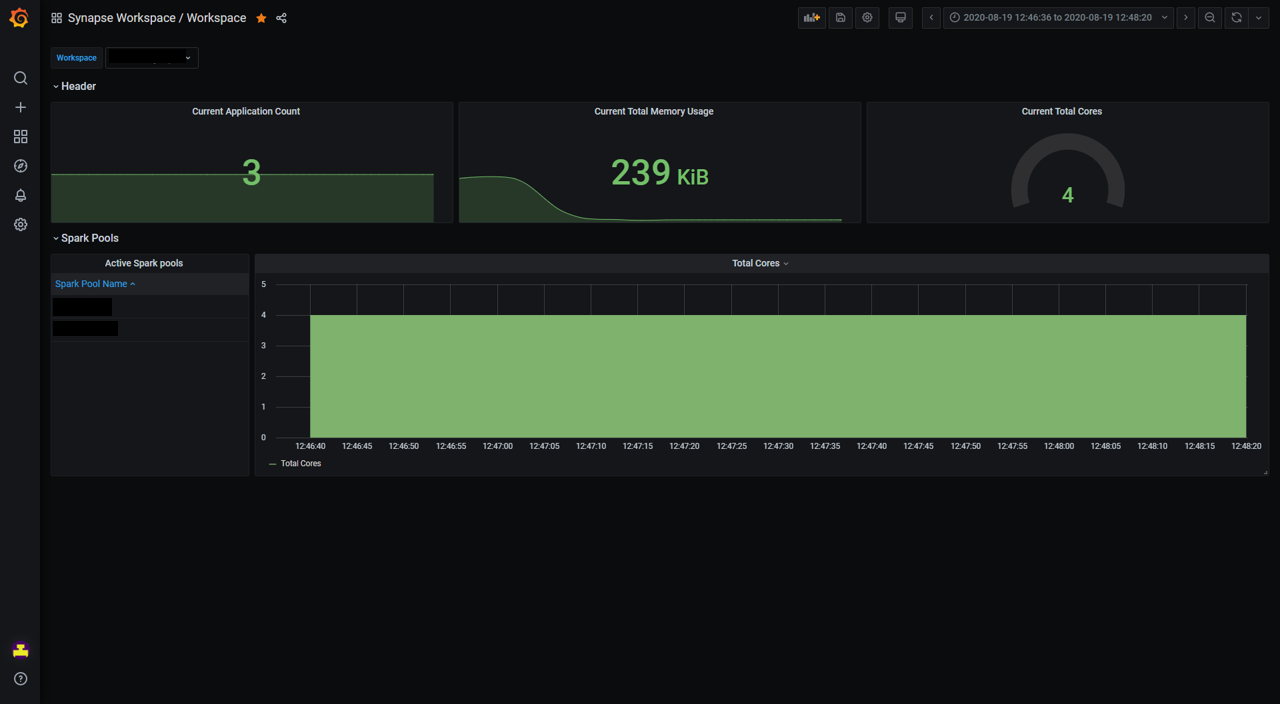 Synapse Workspace / Workspace
2020-08-19 12:46:36 to 2020-08-19 12:48:20
Workspace
Header
Current Application Count
3
Current Total Memory Usage
239 KiB
Current Total Cores
4
Spark Pools
Active Spark pools
Spark Pool Name
Total Cores
5
4
3
2
1
0
12:46:40 12:46:45 12:46:50 12:46:55 12:47:00 12:47:05 12:47:10 12:47:15 12:47:20 12:47:25 12:47:30 12:47:35 12:47:40 12:47:45 12:47:50 12:47:55 12:48:00 12:48:05 12:48:10 12:48:15 12:48:20
Total Cores